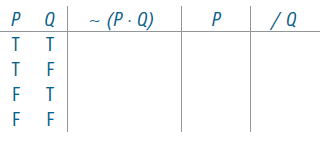 P Q ~ (P · Q) P / Q
T T
T F
F T
F F